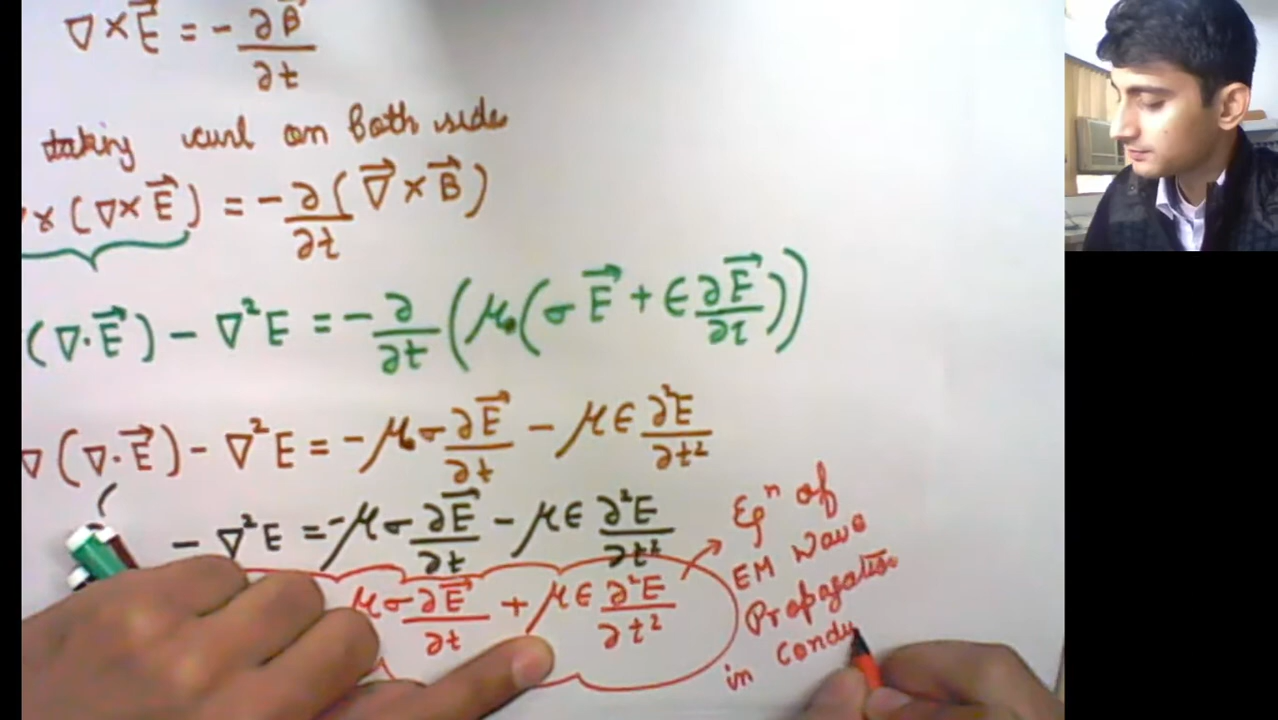 ∇×E⃗ = -∂B⃗/∂t
taking curl on Both side
×(∇×E⃗) = -∂/∂t(∇⃗×B⃗)
(∇·E⃗) - ∇²E = -∂/∂t(μ(σE⃗ + ϵ∂E⃗/∂t))
∇(∇·E⃗) - ∇²E = -μσ∂E⃗/∂t - μϵ∂²E/∂t²
-∇²E = -μσ∂E⃗/∂t - μϵ∂²E/∂t²
μσ∂E⃗/∂t + μϵ∂²E/∂t²
Eqⁿ of
EM wave
Propagation
in condu